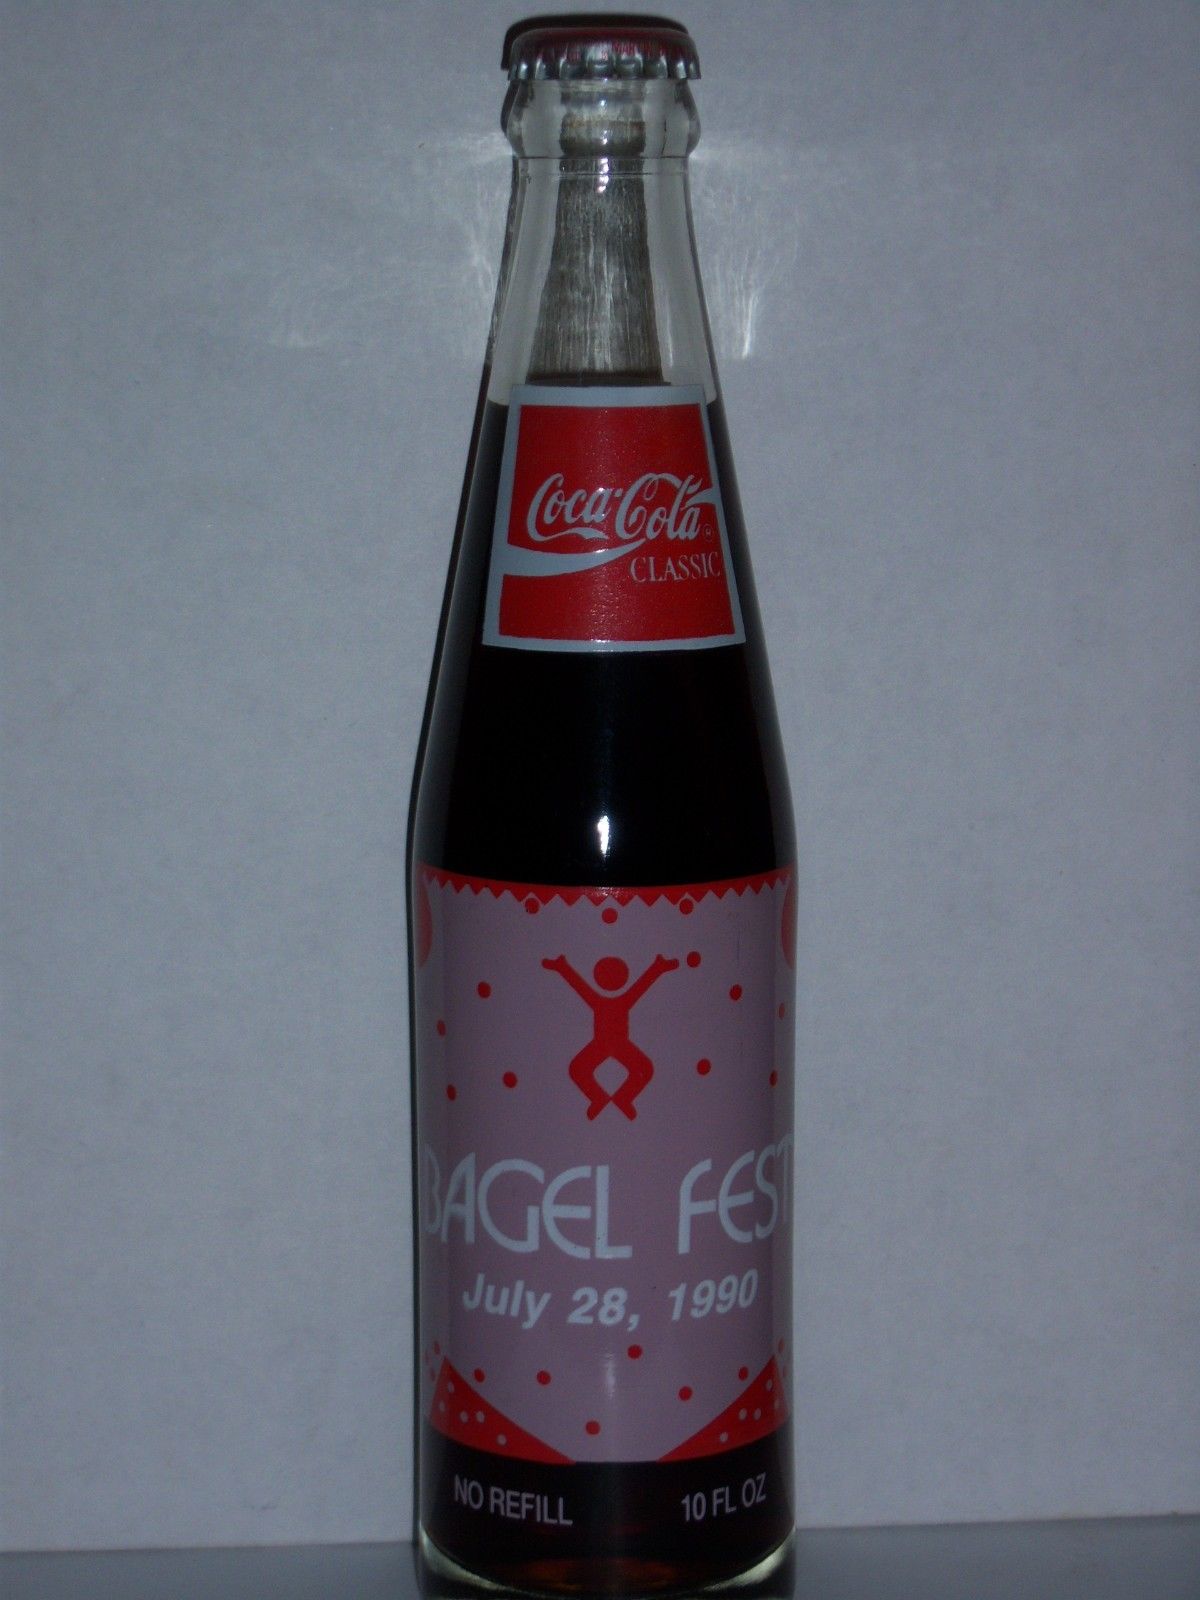 Coca-Cola ®
CLASSIC
BAGEL FEST
July 28, 1990
NO REFILL 10 FL OZ